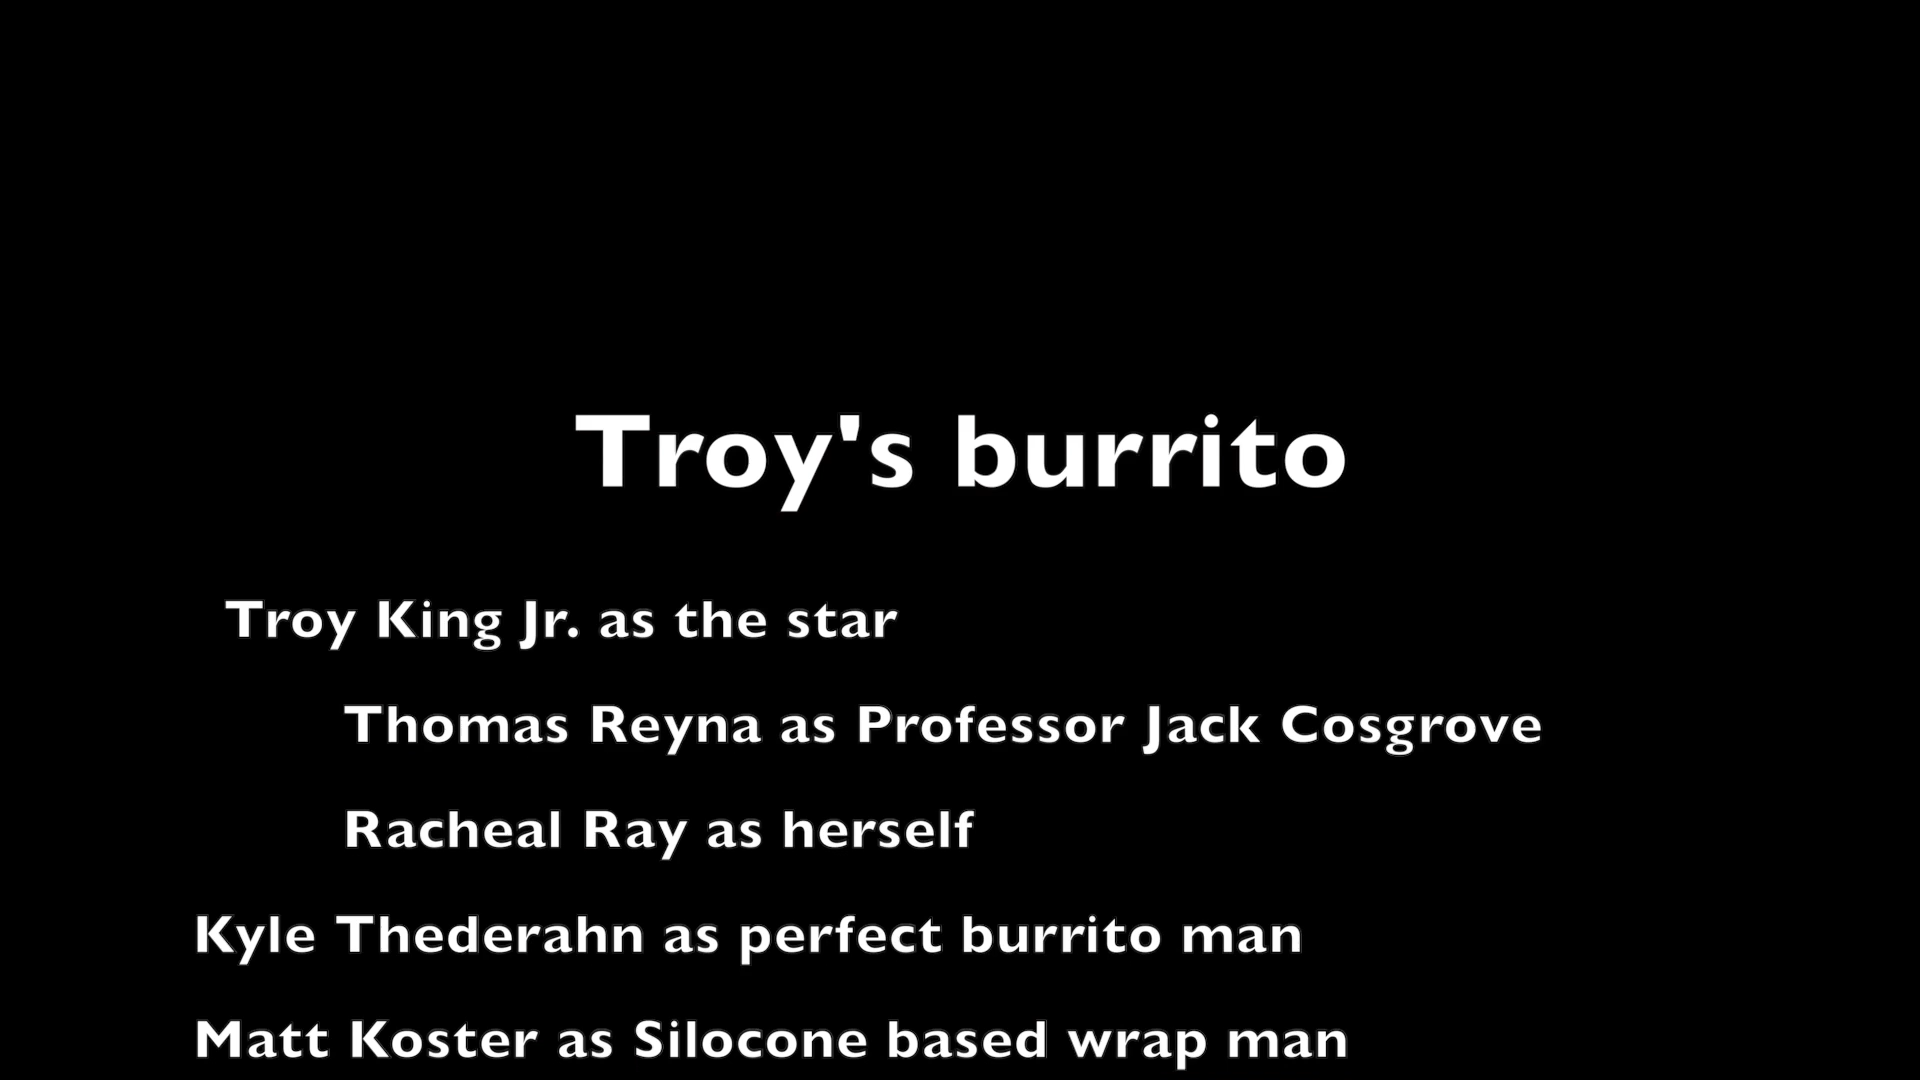 Troy's burrito
Troy King Jr. as the star
Thomas Reyna as Professor Jack Cosgrove
Racheal Ray as herself
Kyle Thederahn as perfect burrito man
Matt Koster as Silocone based wrap man